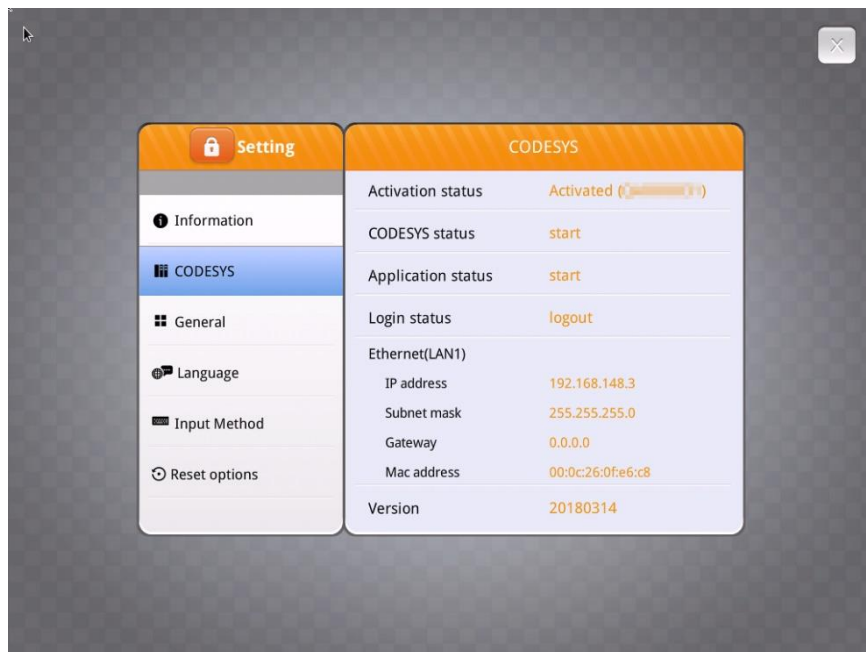 X
Setting
Information
CODESYS
General
Language
Input Method
Reset options
CODESYS
Activation status Activated ( )
CODESYS status start
Application status start
Login status logout
Ethernet(LAN1)
IP address 192.168.148.3
Subnet mask 255.255.255.0
Gateway 0.0.0.0
Mac address 00:0c:26:0f:e6:c8
Version 20180314